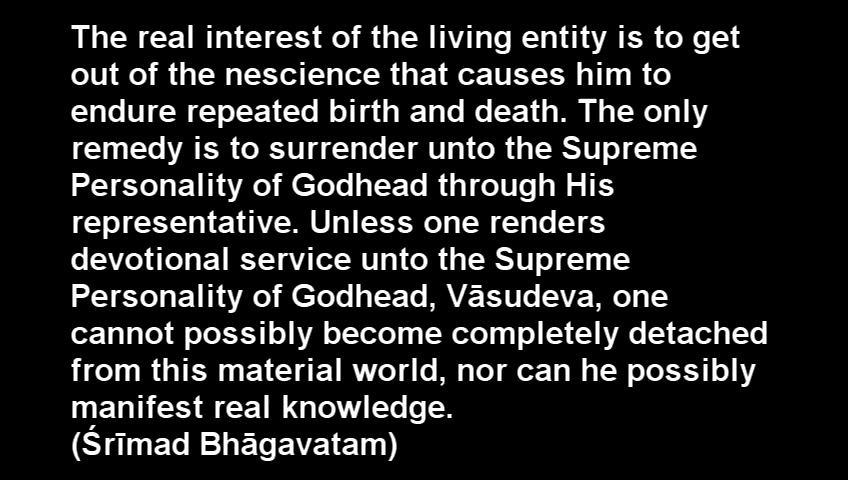 The real interest of the living entity is to get
out of the nescience that causes him to
endure repeated birth and death. The only
remedy is to surrender unto the Supreme
Personality of Godhead through His
representative. Unless one renders
devotional service unto the Supreme
Personality of Godhead, Vāsudeva, one
cannot possibly become completely detached
from this material world, nor can he possibly
manifest real knowledge.
(Śrīmad Bhāgavatam)